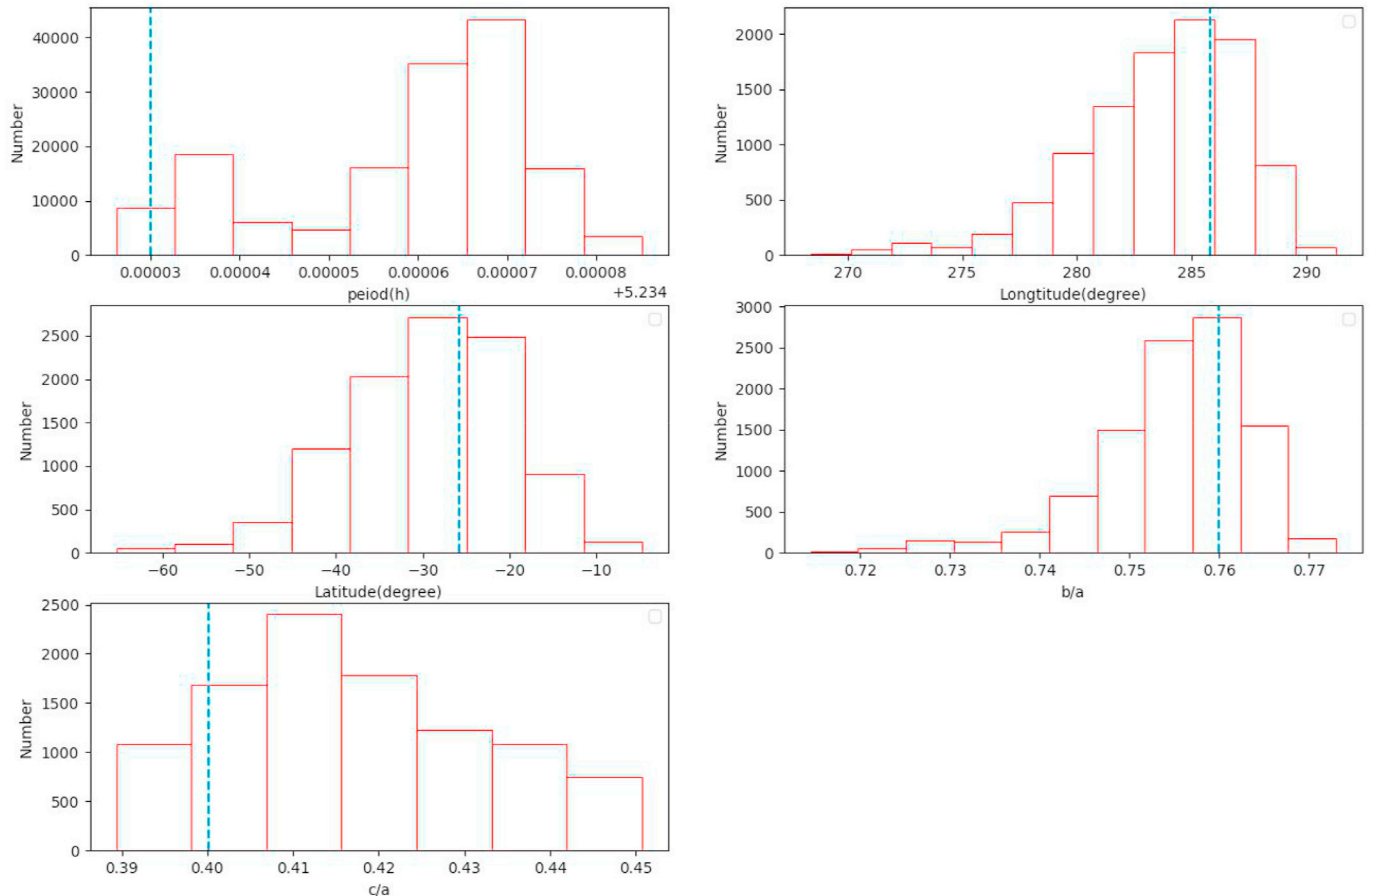 40000
30000
20000
10000
0
Number
0.00003 0.00004 0.00005 0.00006 0.00007 0.00008
peiod(h)
+5.234
2000
1500
1000
500
0
Number
270 275 280 285 290
Longtitude(degree)
2500
2000
1500
1000
500
0
Number
−60 −50 −40 −30 −20 −10
Latitude(degree)
3000
2500
2000
1500
1000
500
0
Number
0.72 0.73 0.74 0.75 0.76 0.77
b/a
2500
2000
1500
1000
500
0
Number
0.39 0.40 0.41 0.42 0.43 0.44 0.45
c/a